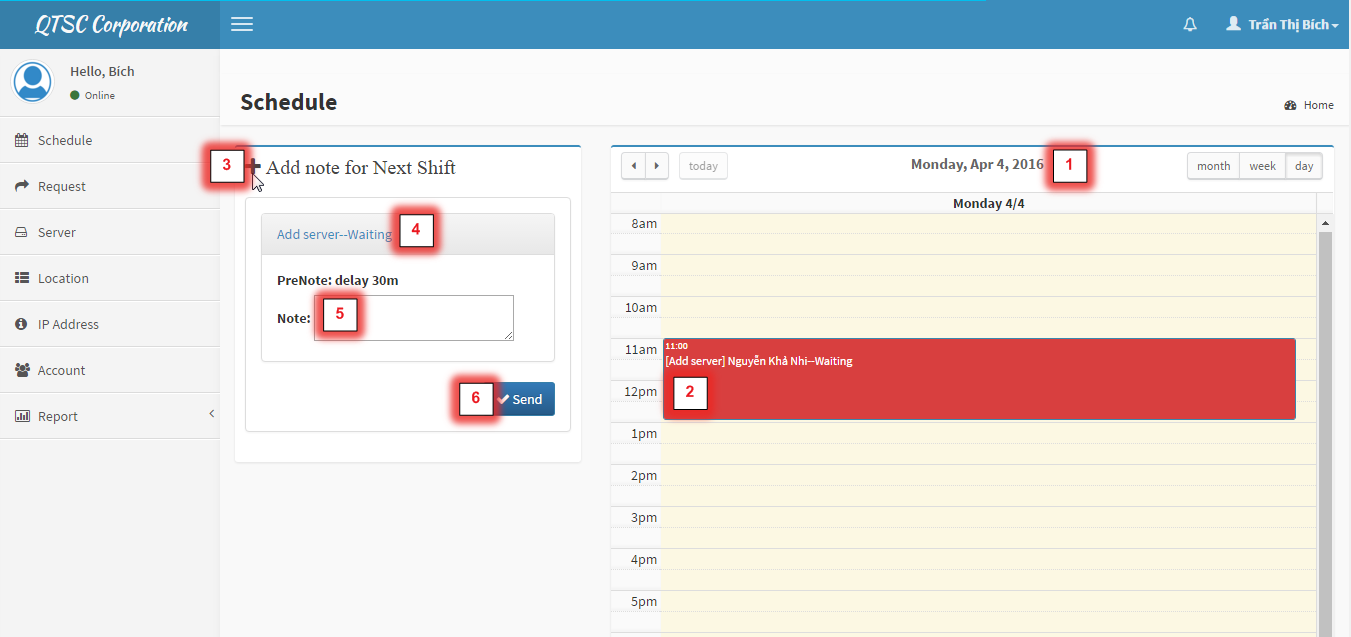 QTSC Corporation
Trần Thị Bích
Hello, Bích
Online
Schedule
Request
Server
Location
IP Address
Account
Report
Schedule
Home
3
Add note for Next Shift
Add server--Waiting
4
PreNote: delay 30m
Note:
5
6
Send
today
Monday, Apr 4, 2016
1
month
week
day
Monday 4/4
8am
9am
10am
11am
11:00
[Add server] Nguyễn Khả Nhi--Waiting
12pm
2
1pm
2pm
3pm
4pm
5pm